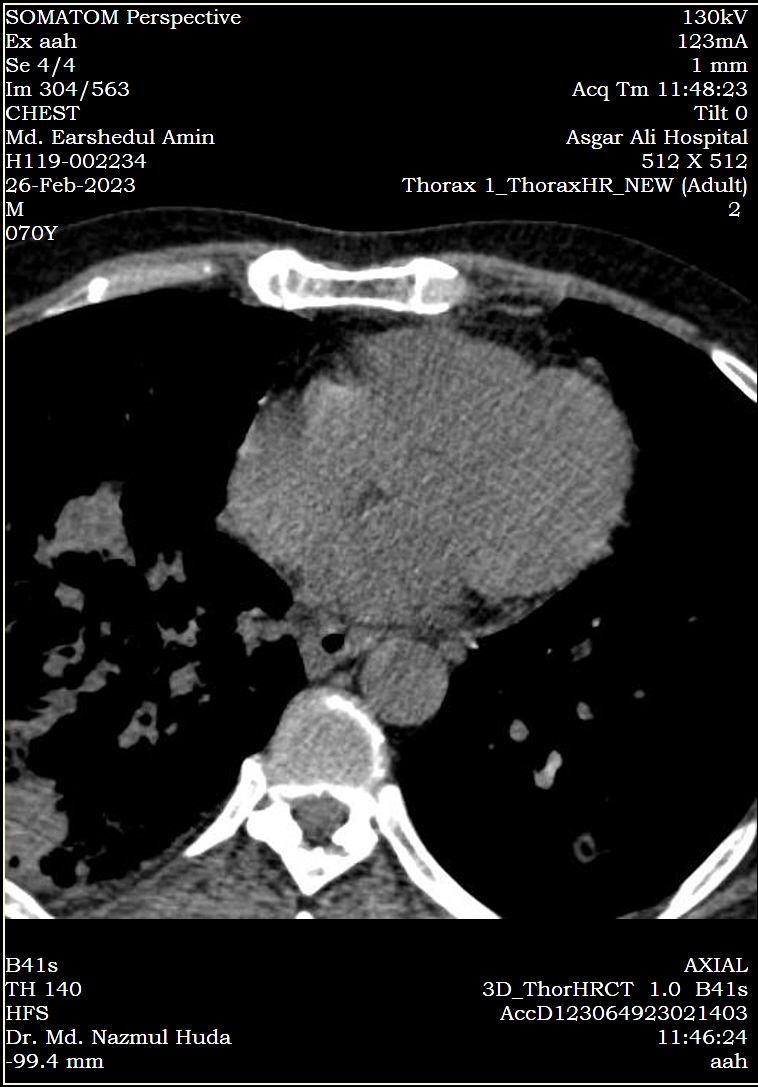 SOMATOM Perspective
Ex aah
Se 4/4
Im 304/563
CHEST
Md. Earshedul Amin
H119-002234
26-Feb-2023
M
070Y
130kV
123mA
1 mm
Acq Tm 11:48:23
Tilt 0
Asgar Ali Hospital
512 X 512
Thorax 1_ThoraxHR_NEW (Adult)
2
B41s
TH 140
HFS
Dr. Md. Nazmul Huda
-99.4 mm
AXIAL
3D_ThorHRCT 1.0 B41s
AccD123064923021403
11:46:24
aah